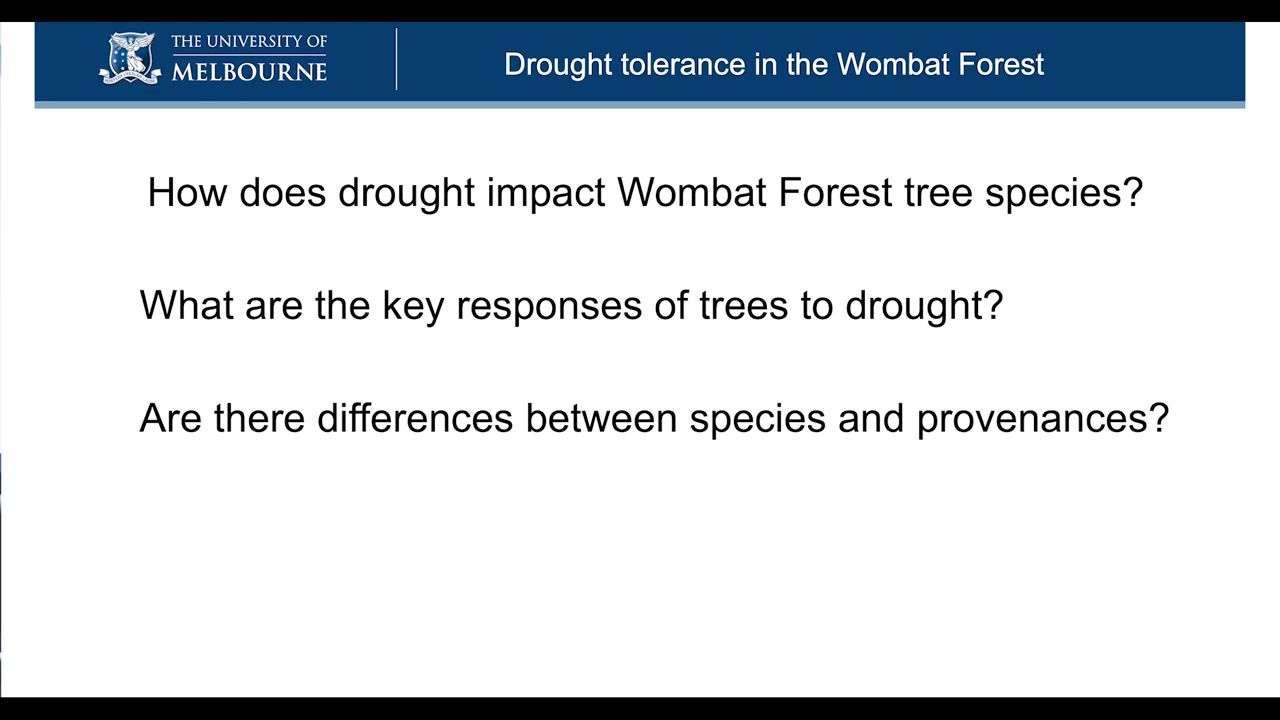 THE UNIVERSITY OF
MELBOURNE
Drought tolerance in the Wombat Forest
How does drought impact Wombat Forest tree species?
What are the key responses of trees to drought?
Are there differences between species and provenances?